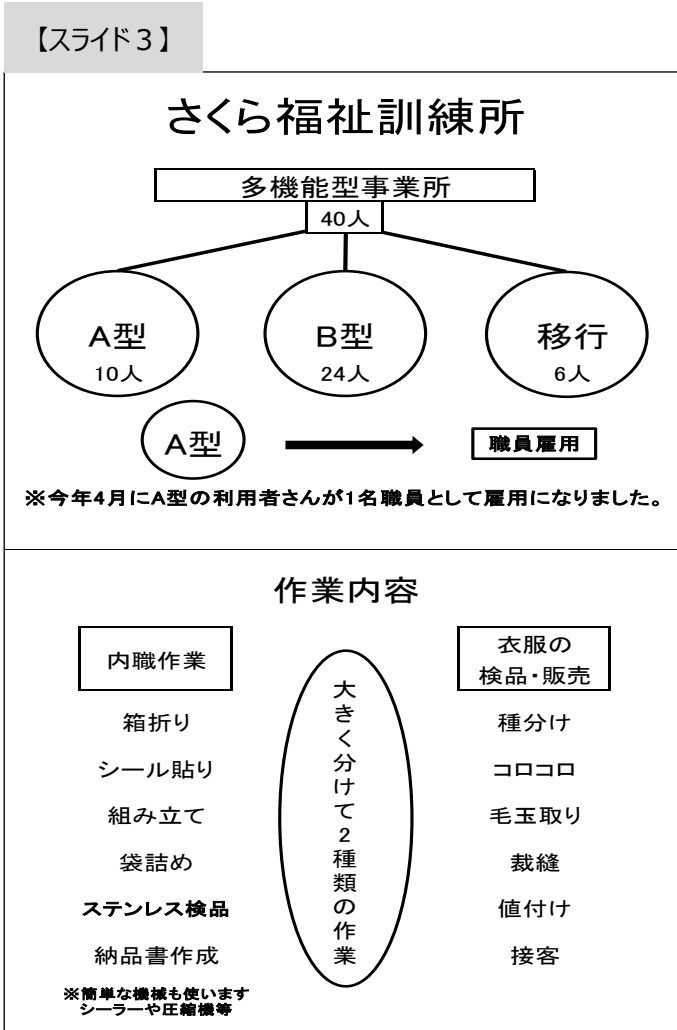 【スライド３】
さくら福祉訓練所
多機能型事業所
40人
A型
10人
B型
24人
移行
6人
A型
職員雇用
※今年4月にA型の利用者さんが1名職員として雇用になりました。
作業内容
内職作業
箱折り
シール貼り
組み立て
袋詰め
ステンレス検品
納品書作成
※簡単な機械も使います
シーラーや圧縮機等
大きく分けて2種類の作業
衣服の
検品・販売
種分け
コロコロ
毛玉取り
裁縫
値付け
接客